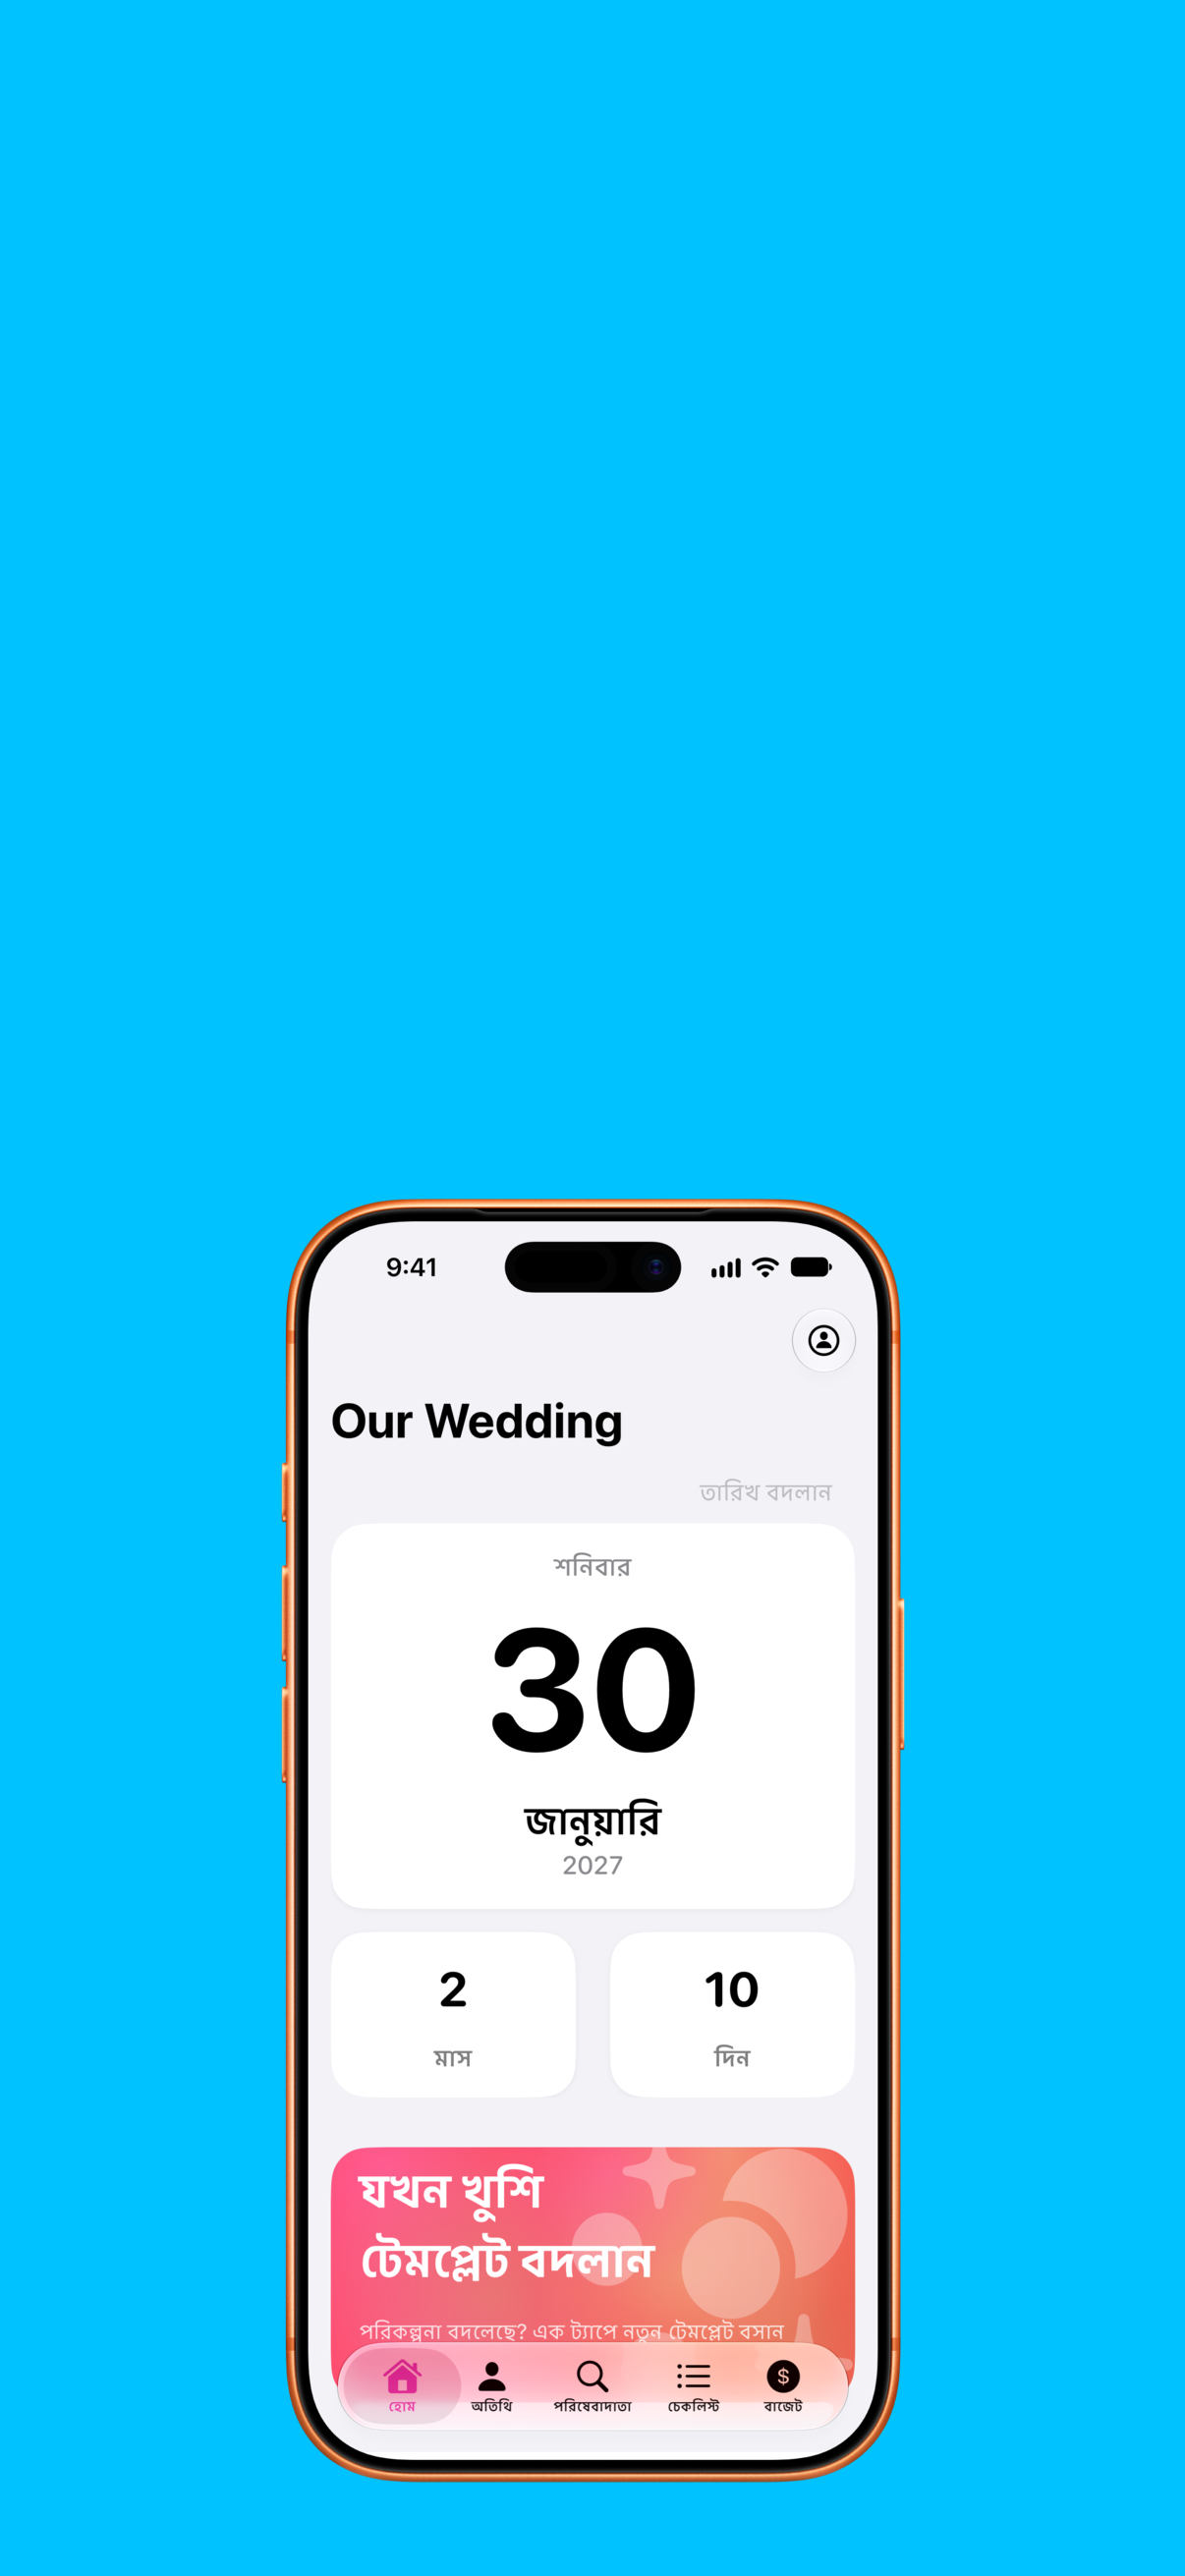 9:41
Our Wedding
তারিখ বদলান
শনিবার
30
জানুয়ারি
2027
2
মাস
10
দিন
যখন খুশি
টেমপ্লেট বদলান
পরিকল্পনা বদলেছে? এক ট্যাপে নতুন টেমপ্লেট বসান
হোম
অতিথি
পরিষেবাদাতা
চেকলিস্ট
বাজেট